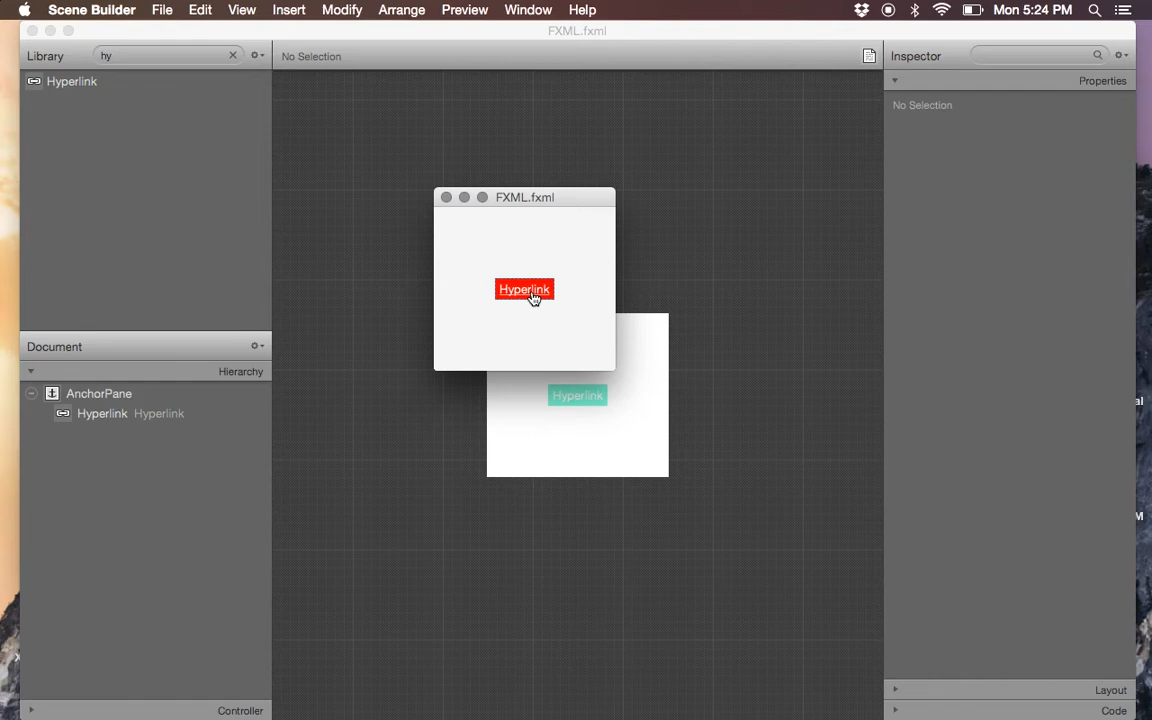 Scene Builder File Edit View Insert Modify Arrange Preview Window Help Mon 5:24 PM
FXML.fxml
Library hy No Selection Inspector
Hyperlink
Properties
No Selection
FXML.fxml
Hyperlink
Document
Hierarchy
AnchorPane
Hyperlink
Hyperlink Hyperlink
al
M
Layout
Controller
Code